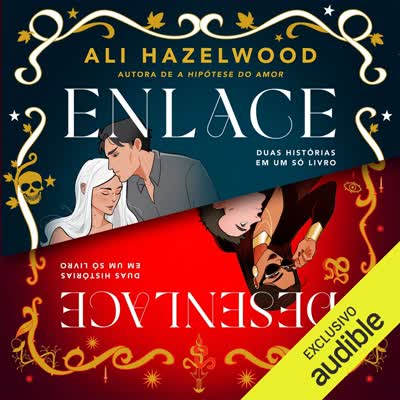 ALI HAZELWOOD
AUTORA DE A HIPÓTESE DO AMOR
ENLACE
DUAS HISTÓRIAS
EM UM SÓ LIVRO
DUAS HISTÓRIAS
EM UM SÓ LIVRO
DESENLACE
EXCLUSIVO
audible